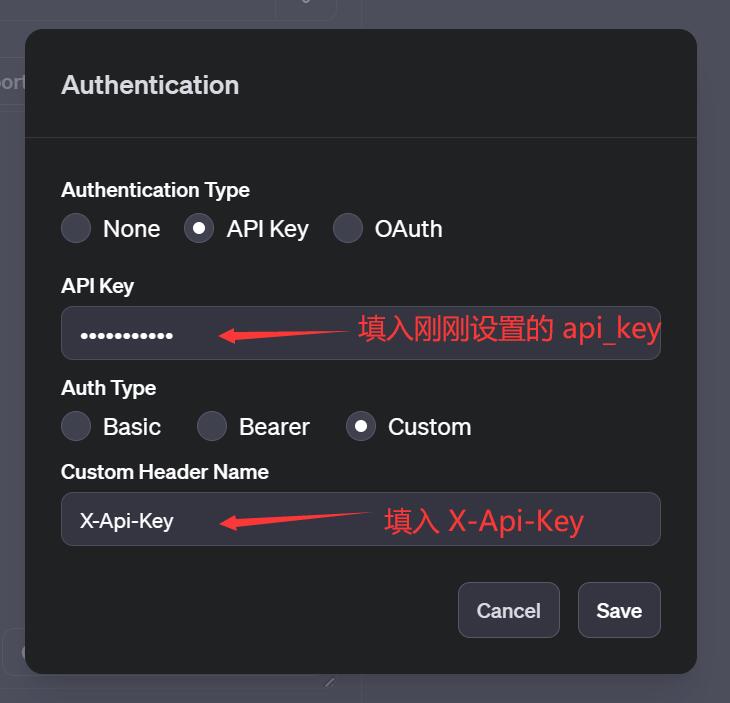 Authentication
Authentication Type
None API Key OAuth
API Key
••••••••••• 填入刚刚设置的 api_key
Auth Type
Basic Bearer Custom
Custom Header Name
X-Api-Key 填入 X-Api-Key
Cancel Save